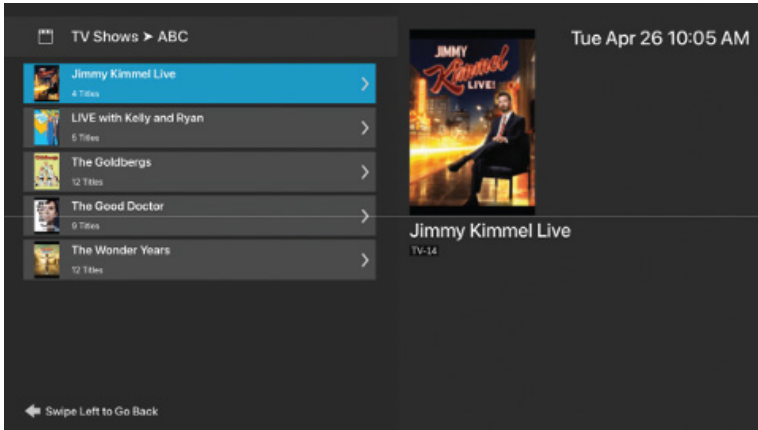 TV Shows ➤ ABC
Tue Apr 26 10:05 AM
Jimmy Kimmel Live
4 Titles
LIVE with Kelly and Ryan
5 Titles
The Goldbergs
12 Titles
The Good Doctor
9 Titles
The Wonder Years
12 Titles
JIMMY
Kimmel
LIVE!
Jimmy Kimmel Live
TV-14
Swipe Left to Go Back